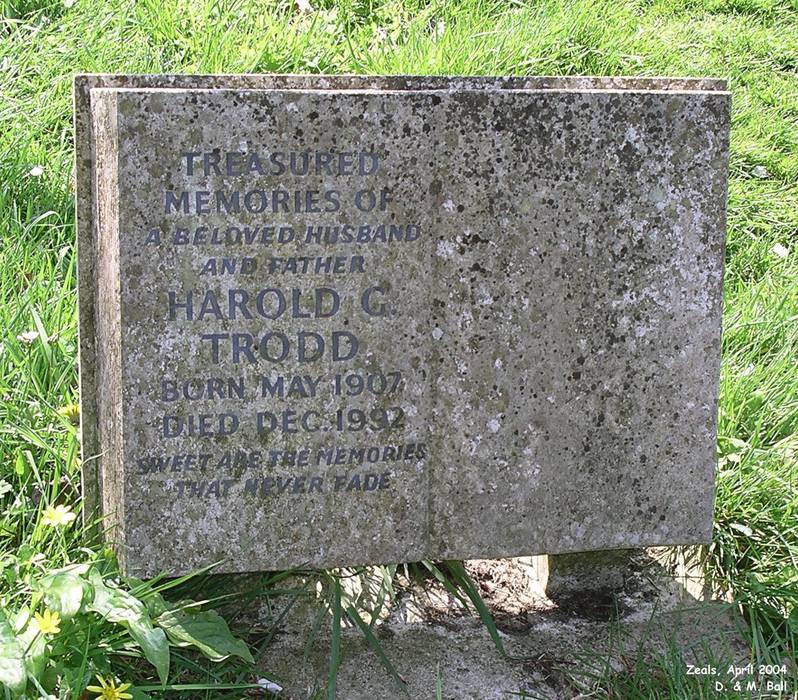 TREASURED
MEMORIES OF
A BELOVED HUSBAND
AND FATHER
HAROLD G.
TRODD
BORN MAY 1907
DIED DEC. 1992
SWEET ARE THE MEMORIES
THAT NEVER FADE
Zeals, April 2004
D. & M. Ball